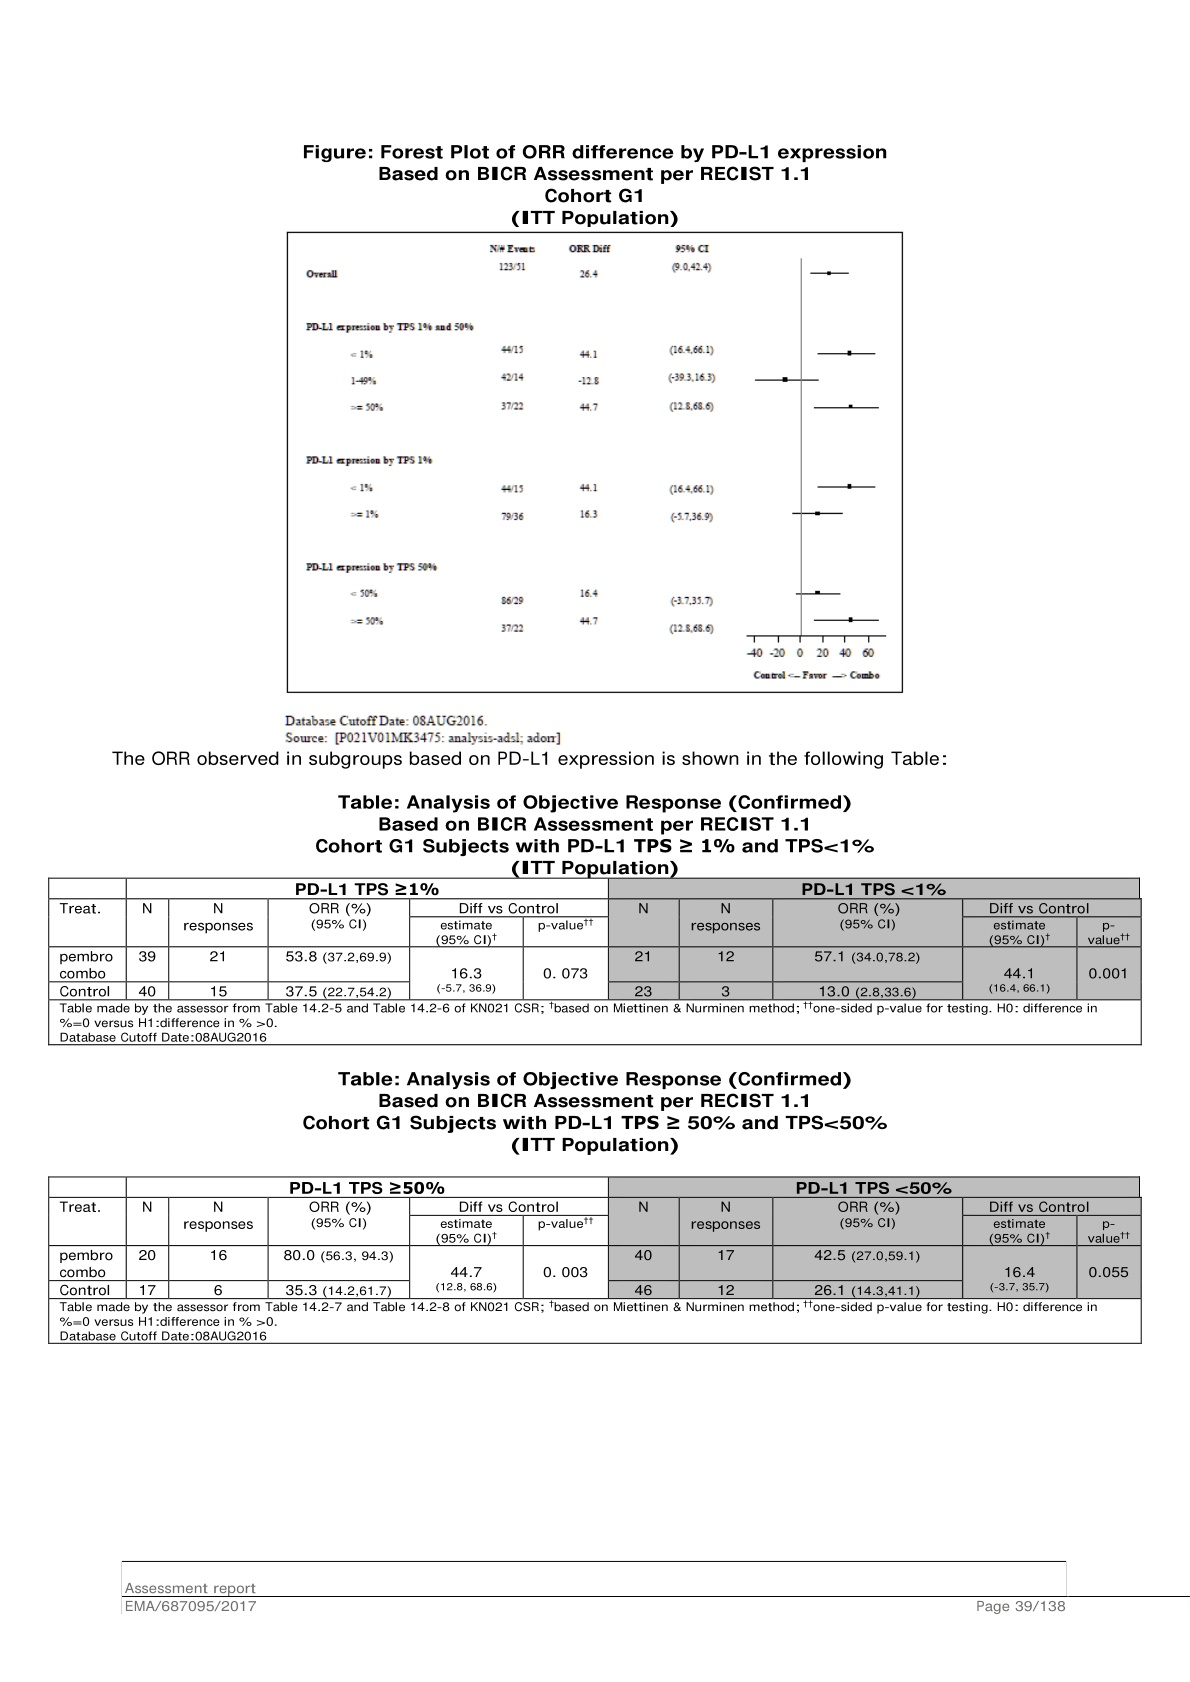 Figure: Forest Plot of ORR difference by PD-L1 expression
Based on BICR Assessment per RECIST 1.1
Cohort G1
(ITT Population)
N/# Events ORR Diff 95% CI
Overall 123/51 26.4 (9.0,42.4)
PD-L1 expression by TPS 1% and 50%
< 1% 44/15 44.1 (16.4,66.1)
1-49% 42/14 -12.8 (-39.3,16.3)
>= 50% 37/22 44.7 (12.8,68.6)
PD-L1 expression by TPS 1%
< 1% 44/15 44.1 (16.4,66.1)
>= 1% 79/36 16.3 (-5.7,36.9)
PD-L1 expression by TPS 50%
< 50% 86/29 16.4 (-3.7,35.7)
>= 50% 37/22 44.7 (12.8,68.6)
-40 -20 0 20 40 60
Control <-- Favor --> Combo
Database Cutoff Date: 08AUG2016.
Source: [P021V01MK3475: analysis-adsl; adorr]
The ORR observed in subgroups based on PD-L1 expression is shown in the following Table:
Table: Analysis of Objective Response (Confirmed)
Based on BICR Assessment per RECIST 1.1
Cohort G1 Subjects with PD-L1 TPS ≥ 1% and TPS<1%
(ITT Population)
PD-L1 TPS ≥1% PD-L1 TPS <1%
Treat. N N ORR (%) Diff vs Control N N ORR (%) Diff vs Control
responses (95% CI) estimate p-value†† responses (95% CI) estimate p-
(95% CI)† (95% CI)† value††
pembro 39 21 53.8 (37.2,69.9) 21 12 57.1 (34.0,78.2)
combo 16.3 0. 073 44.1 0.001
Control 40 15 37.5 (22.7,54.2) (-5.7, 36.9) 23 3 13.0 (2.8,33.6) (16.4, 66.1)
Table made by the assessor from Table 14.2-5 and Table 14.2-6 of KN021 CSR; †based on Miettinen & Nurminen method; ††one-sided p-value for testing. H0: difference in
%=0 versus H1:difference in % >0.
Database Cutoff Date:08AUG2016
Table: Analysis of Objective Response (Confirmed)
Based on BICR Assessment per RECIST 1.1
Cohort G1 Subjects with PD-L1 TPS ≥ 50% and TPS<50%
(ITT Population)
PD-L1 TPS ≥50% PD-L1 TPS <50%
Treat. N N ORR (%) Diff vs Control N N ORR (%) Diff vs Control
responses (95% CI) estimate p-value†† responses (95% CI) estimate p-
(95% CI)† (95% CI)† value††
pembro 20 16 80.0 (56.3, 94.3) 40 17 42.5 (27.0,59.1)
combo 44.7 0. 003 16.4 0.055
Control 17 6 35.3 (14.2,61.7) (12.8, 68.6) 46 12 26.1 (14.3,41.1) (-3.7, 35.7)
Table made by the assessor from Table 14.2-7 and Table 14.2-8 of KN021 CSR; †based on Miettinen & Nurminen method; ††one-sided p-value for testing. H0: difference in
%=0 versus H1:difference in % >0.
Database Cutoff Date:08AUG2016
Assessment report
EMA/687095/2017 Page 39/138